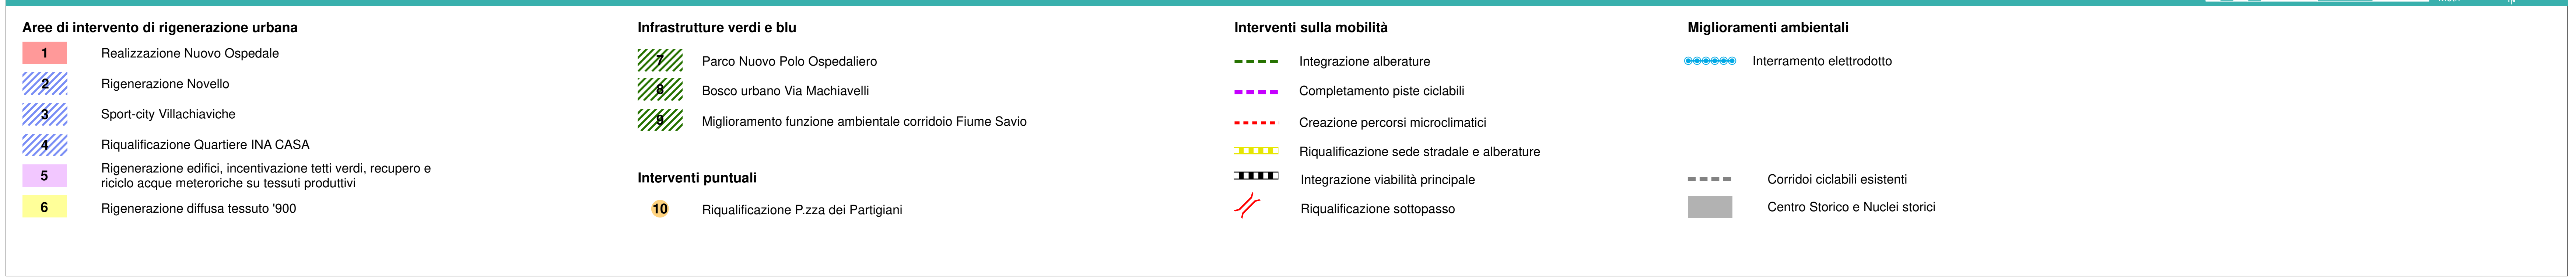 Aree di intervento di rigenerazione urbana
1 Realizzazione Nuovo Ospedale
2 Rigenerazione Novello
3 Sport-city Villachiaviche
4 Riqualificazione Quartiere INA CASA
5 Rigenerazione edifici, incentivazione tetti verdi, recupero e
riciclo acque meteroriche su tessuti produttivi
6 Rigenerazione diffusa tessuto '900
Infrastrutture verdi e blu
7 Parco Nuovo Polo Ospedaliero
8 Bosco urbano Via Machiavelli
9 Miglioramento funzione ambientale corridoio Fiume Savio
Interventi puntuali
10 Riqualificazione P.zza dei Partigiani
Interventi sulla mobilità
Integrazione alberature
Completamento piste ciclabili
Creazione percorsi microclimatici
Riqualificazione sede stradale e alberature
Integrazione viabilità principale
Riqualificazione sottopasso
Miglioramenti ambientali
Interramento elettrodotto
Corridoi ciclabili esistenti
Centro Storico e Nuclei storici